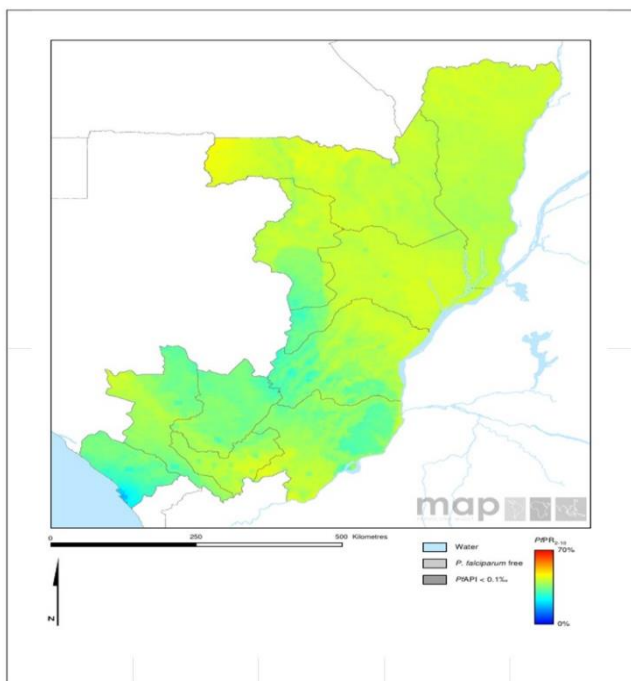 map
0 250 500 Kilometres
Water
P. falciparum free
PfAPI < 0.1‰
PfPR2-10
70%
0%
N